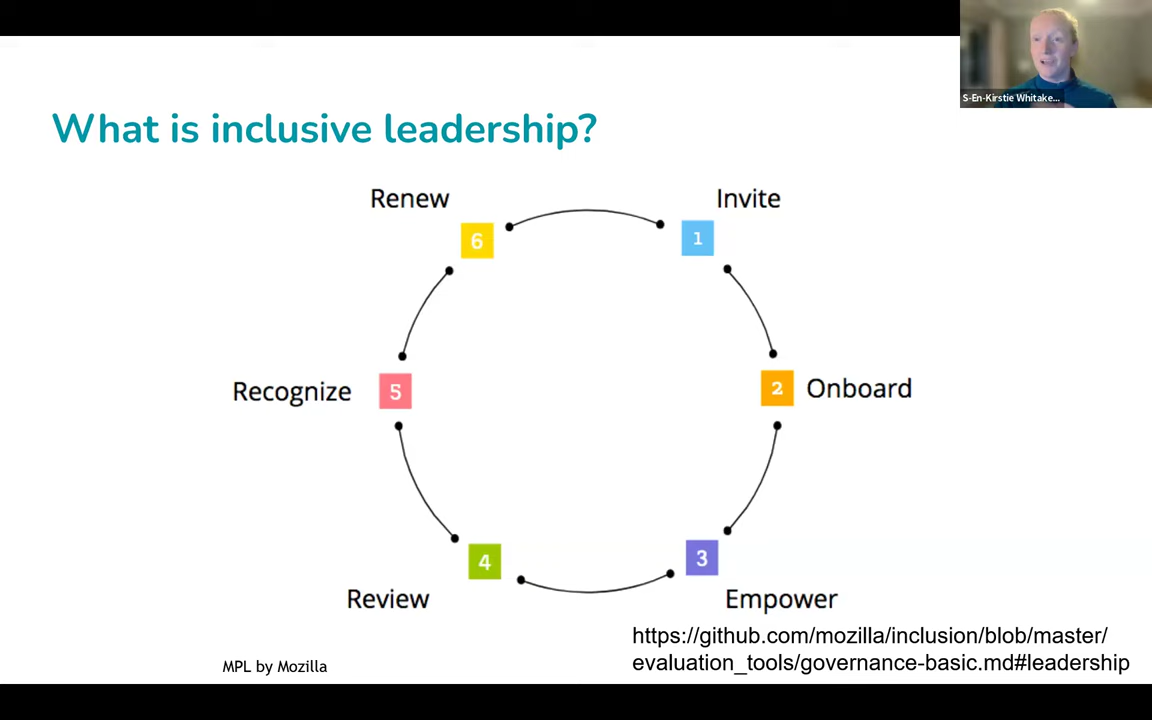 S-En-Kirstie Whitake...
What is inclusive leadership?
Renew
Invite
6
1
Recognize
5
2
Onboard
4
3
Review
Empower
https://github.com/mozilla/inclusion/blob/master/
evaluation_tools/governance-basic.md#leadership
MPL by Mozilla